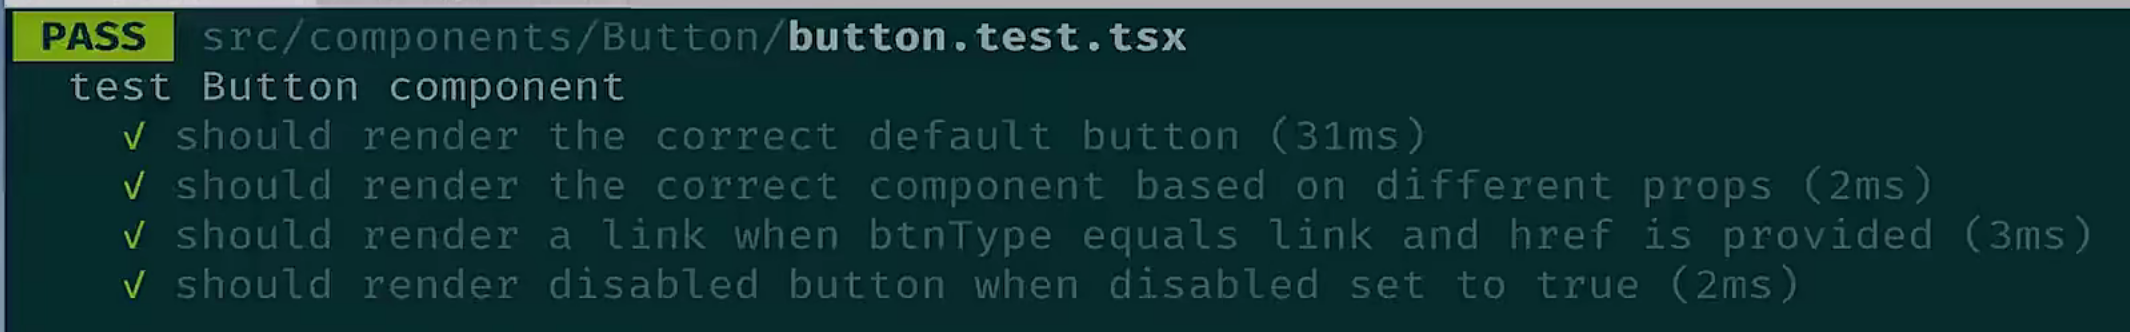 PASS src/components/Button/button.test.tsx
test Button component
√ should render the correct default button (31ms)
√ should render the correct component based on different props (2ms)
√ should render a link when btnType equals link and href is provided (3ms)
√ should render disabled button when disabled set to true (2ms)